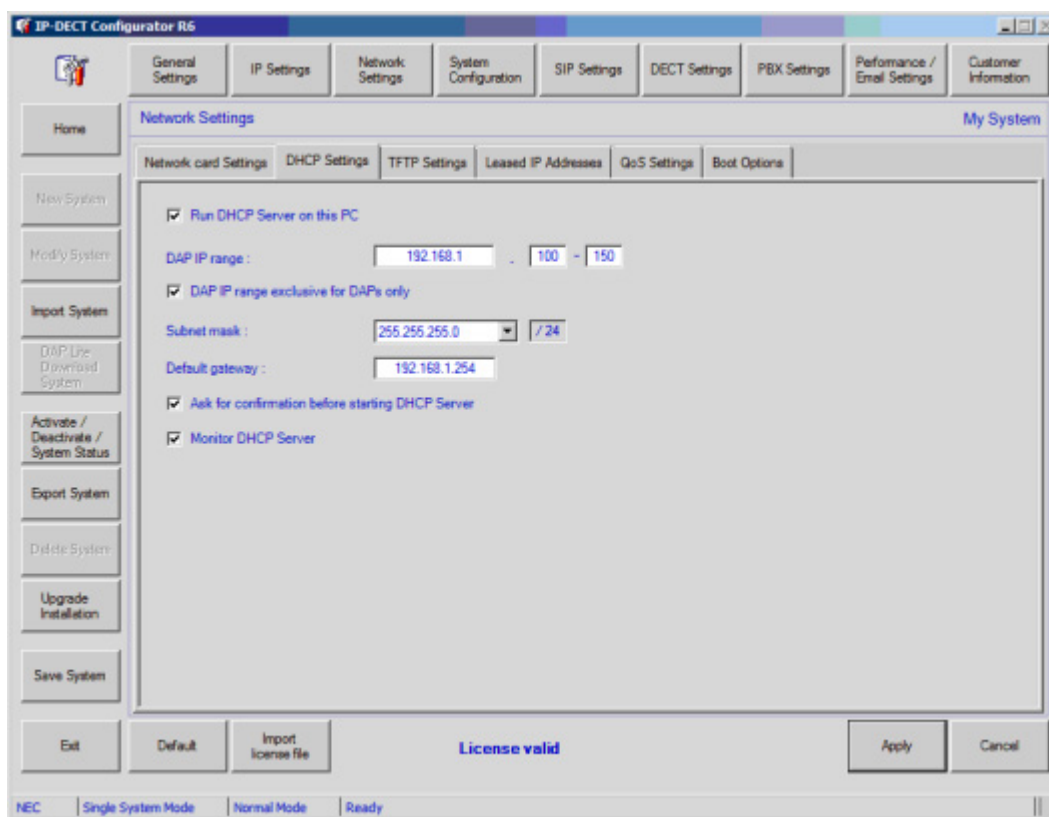 IP-DECT Configurator R6
General Settings
IP Settings
Network Settings
System Configuration
SIP Settings
DECT Settings
PBX Settings
Performance / Email Settings
Customer Information
Home
New System
Modify System
Import System
DAP Lite Download System
Activate / Deactivate / System Status
Export System
Delete System
Upgrade Installation
Save System
Exit
Network Settings
My System
Network card Settings
DHCP Settings
TFTP Settings
Leased IP Addresses
QoS Settings
Boot Options
Run DHCP Server on this PC
DAP IP range : 192.168.1 . 100 - 150
DAP IP range exclusive for DAPs only
Subnet mask : 255.255.255.0 / 24
Default gateway : 192.168.1.254
Ask for confirmation before starting DHCP Server
Monitor DHCP Server
Default
Import license file
License valid
Apply
Cancel
NEC
Single System Mode
Normal Mode
Ready